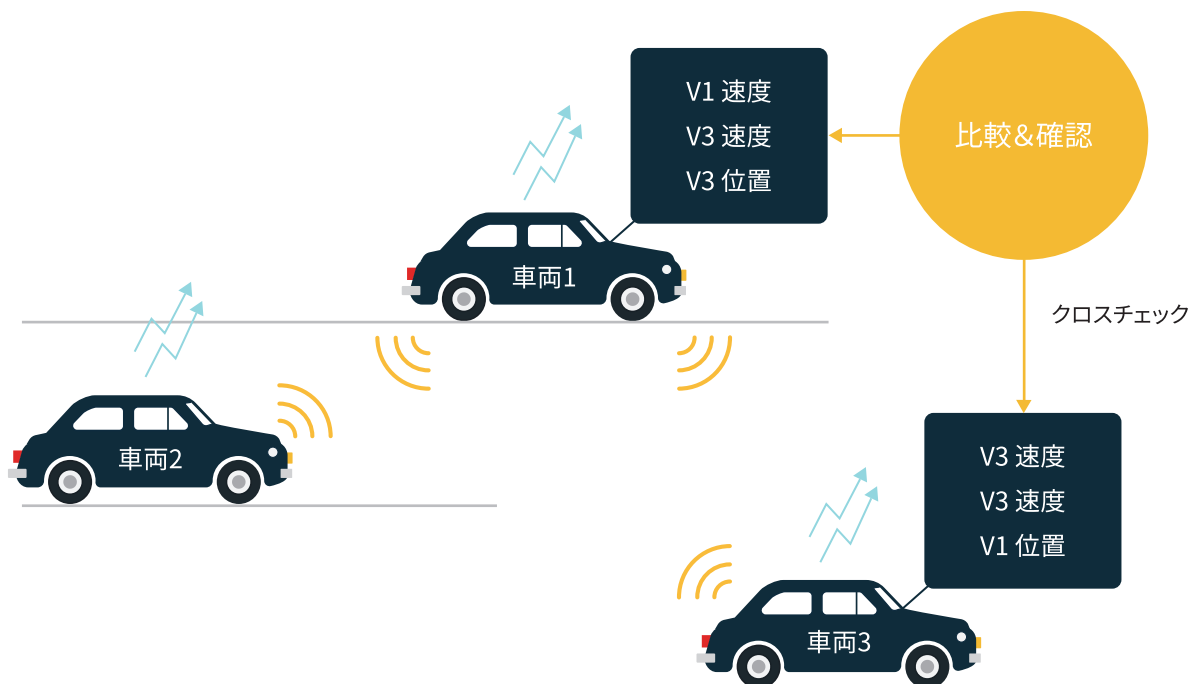 V1 速度
V3 速度
V3 位置
比較&確認
車両1
クロスチェック
車両2
V3 速度
V3 速度
V1 位置
車両3